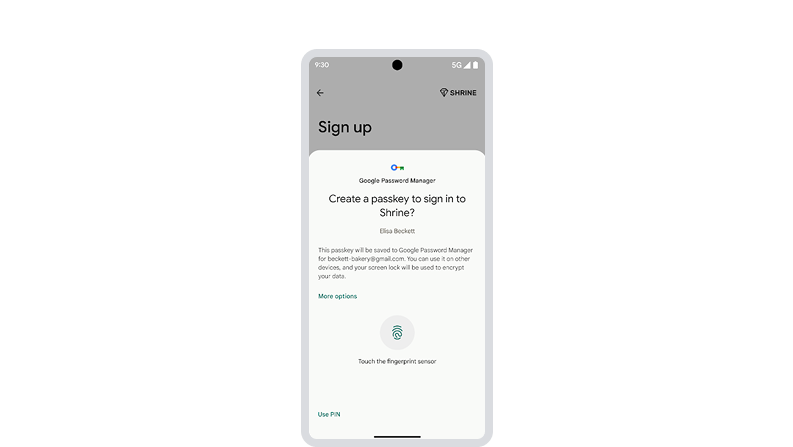 9:30 5G
SHRINE
Sign up
Google Password Manager
Create a passkey to sign in to
Shrine?
Elisa Beckett
This passkey will be saved to Google Password Manager
for beckett-bakery@gmail.com. You can use it on other
devices, and your screen lock will be used to encrypt
your data.
More options
Touch the fingerprint sensor
Use PIN